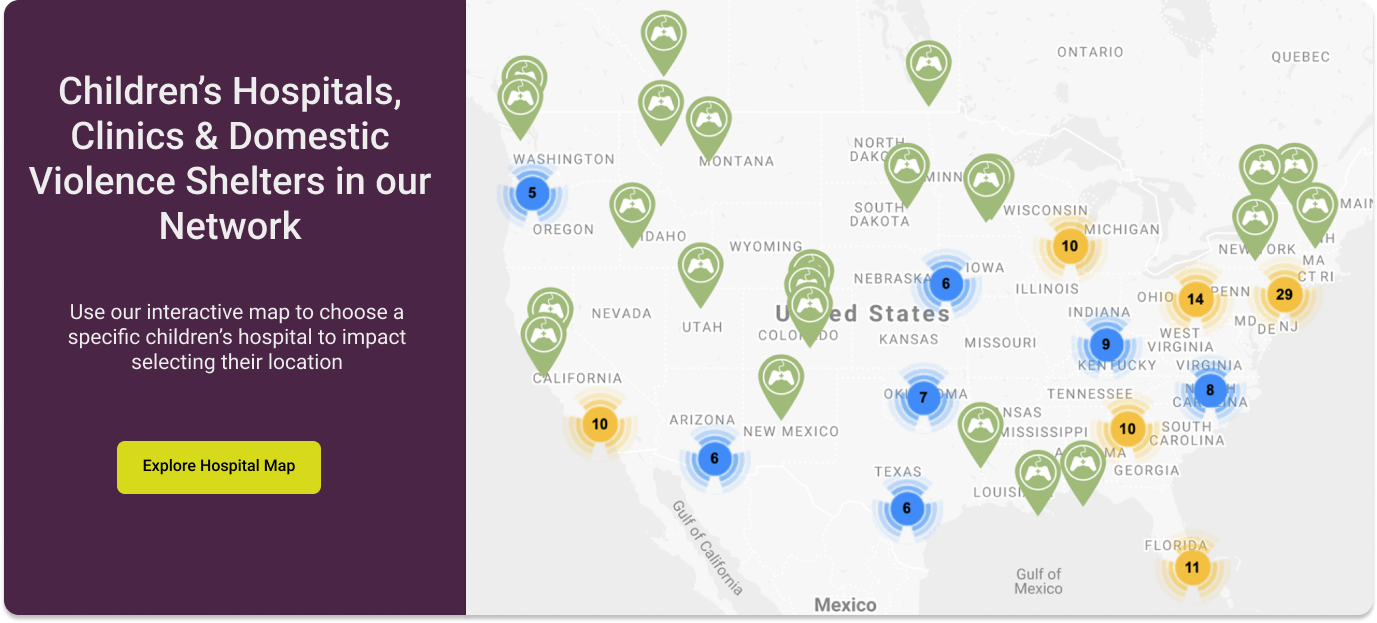 Children’s Hospitals,
Clinics & Domestic
Violence Shelters in our
Network
Use our interactive map to choose a
specific children’s hospital to impact
selecting their location
Explore Hospital Map
ONTARIO
QUEBEC
WASHINGTON
MONTANA
NORTH
MINN
5
OREGON
IDAHO
SOUTH
DAKOTA
WISCONSIN
MICHIGAN
MAIN
WYOMING
10
NEW YORK
MA
CT RI
NEBRASKA
6
IOWA
ILLINOIS
OHIO
14
PENN
29
NEVADA
UTAH
United States
COLORADO
KANSAS
MISSOURI
INDIANA
9
KENTUCKY
WEST
VIRGINIA
MD
DE
NJ
VIRGINIA
CALIFORNIA
10
ARIZONA
6
NEW MEXICO
OKLAHOMA
7
NSAS
TENNESSEE
8
NORTH
CAROLINA
MISSISSIPPI
10
SOUTH
CAROLINA
GEORGIA
TEXAS
6
LOUISI
FLORIDA
11
Gulf of California
Gulf of
Mexico
Mexico